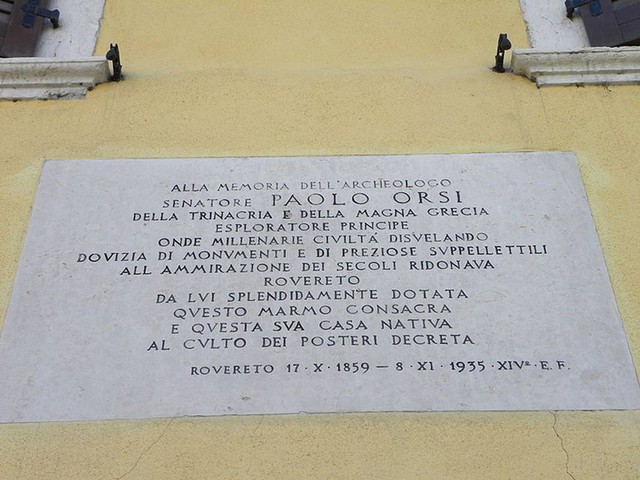 ALLA MEMORIA DELL'ARCHEOLOGO
SENATORE PAOLO ORSI
DELLA TRINACRIA E DELLA MAGNA GRECIA
ESPLORATORE PRINCIPE
ONDE MILLENARIE CIVILTÀ DISVELANDO
DOVIZIA DI MONVMENTI E DI PREZIOSE SVPPELLETTILI
ALL AMMIRAZIONE DEI SECOLI RIDONAVA
ROVERETO
DA LVI SPLENDIDAMENTE DOTATA
QVESTO MARMO CONSACRA
E QVESTA SVA CASA NATIVA
AL CVLTO DEI POSTERI DECRETA
ROVERETO 17·X·1859 — 8·XI·1935·XIVª·E.F.